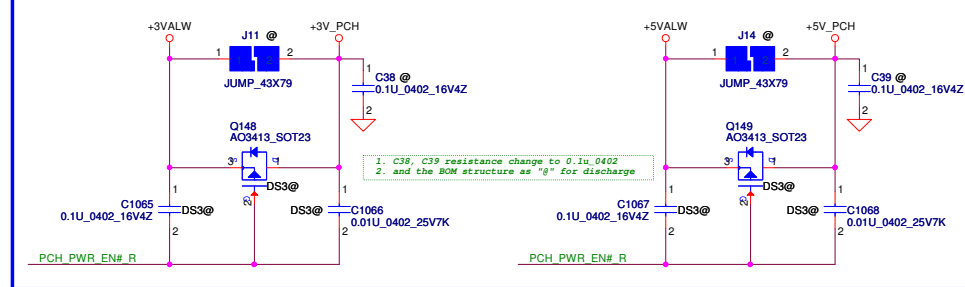 +3VALW
+3V_PCH
J11 @
1
2
JUMP_43X79
1
C38 @
0.1U_0402_16V4Z
2
Q148
AO3413_SOT23
3
1
2
DS3@
1
C1065
0.1U_0402_16V4Z
DS3@
2
1
DS3@
C1066
0.01U_0402_25V7K
2
PCH_PWR_EN#_R
1. C38, C39 resistance change to 0.1u_0402
2. and the BOM structure as "@" for discharge
+5VALW
+5V_PCH
J14 @
1
2
JUMP_43X79
1
C39 @
0.1U_0402_16V4Z
2
Q149
AO3413_SOT23
3
1
2
DS3@
1
C1067
0.1U_0402_16V4Z
DS3@
2
1
DS3@
C1068
0.01U_0402_25V7K
2
PCH_PWR_EN#_R